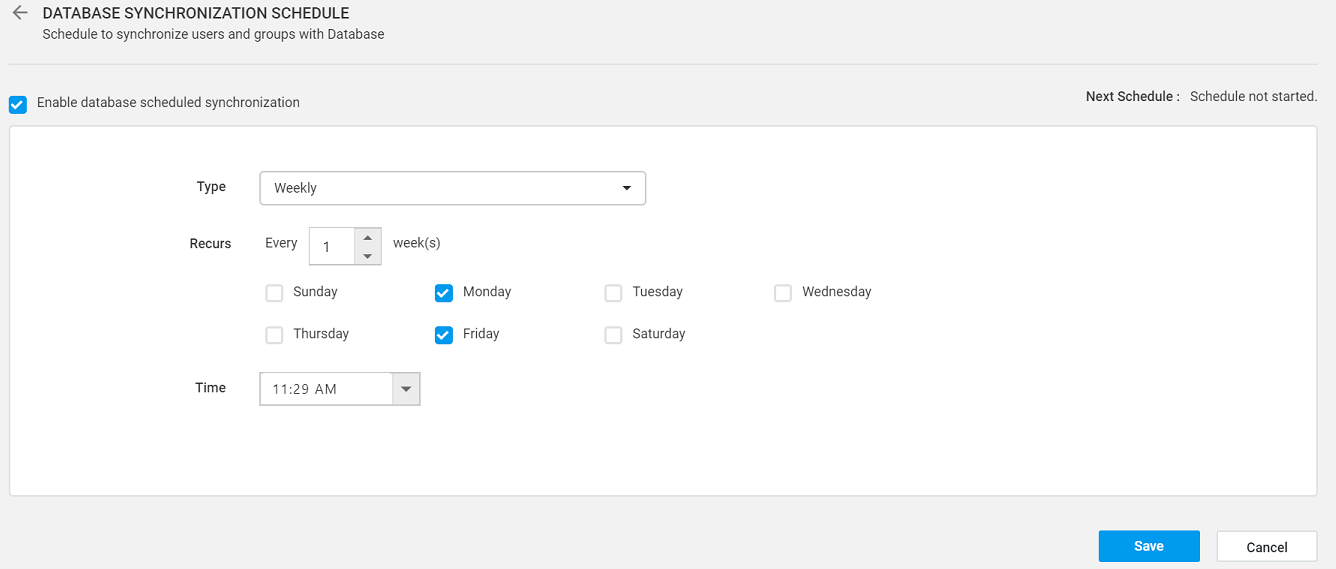 DATABASE SYNCHRONIZATION SCHEDULE
Schedule to synchronize users and groups with Database
Enable database scheduled synchronization
Next Schedule : Schedule not started.
Type Weekly
Recurs Every 1 week(s)
Sunday Monday Tuesday Wednesday
Thursday Friday Saturday
Time 11:29 AM
Save Cancel